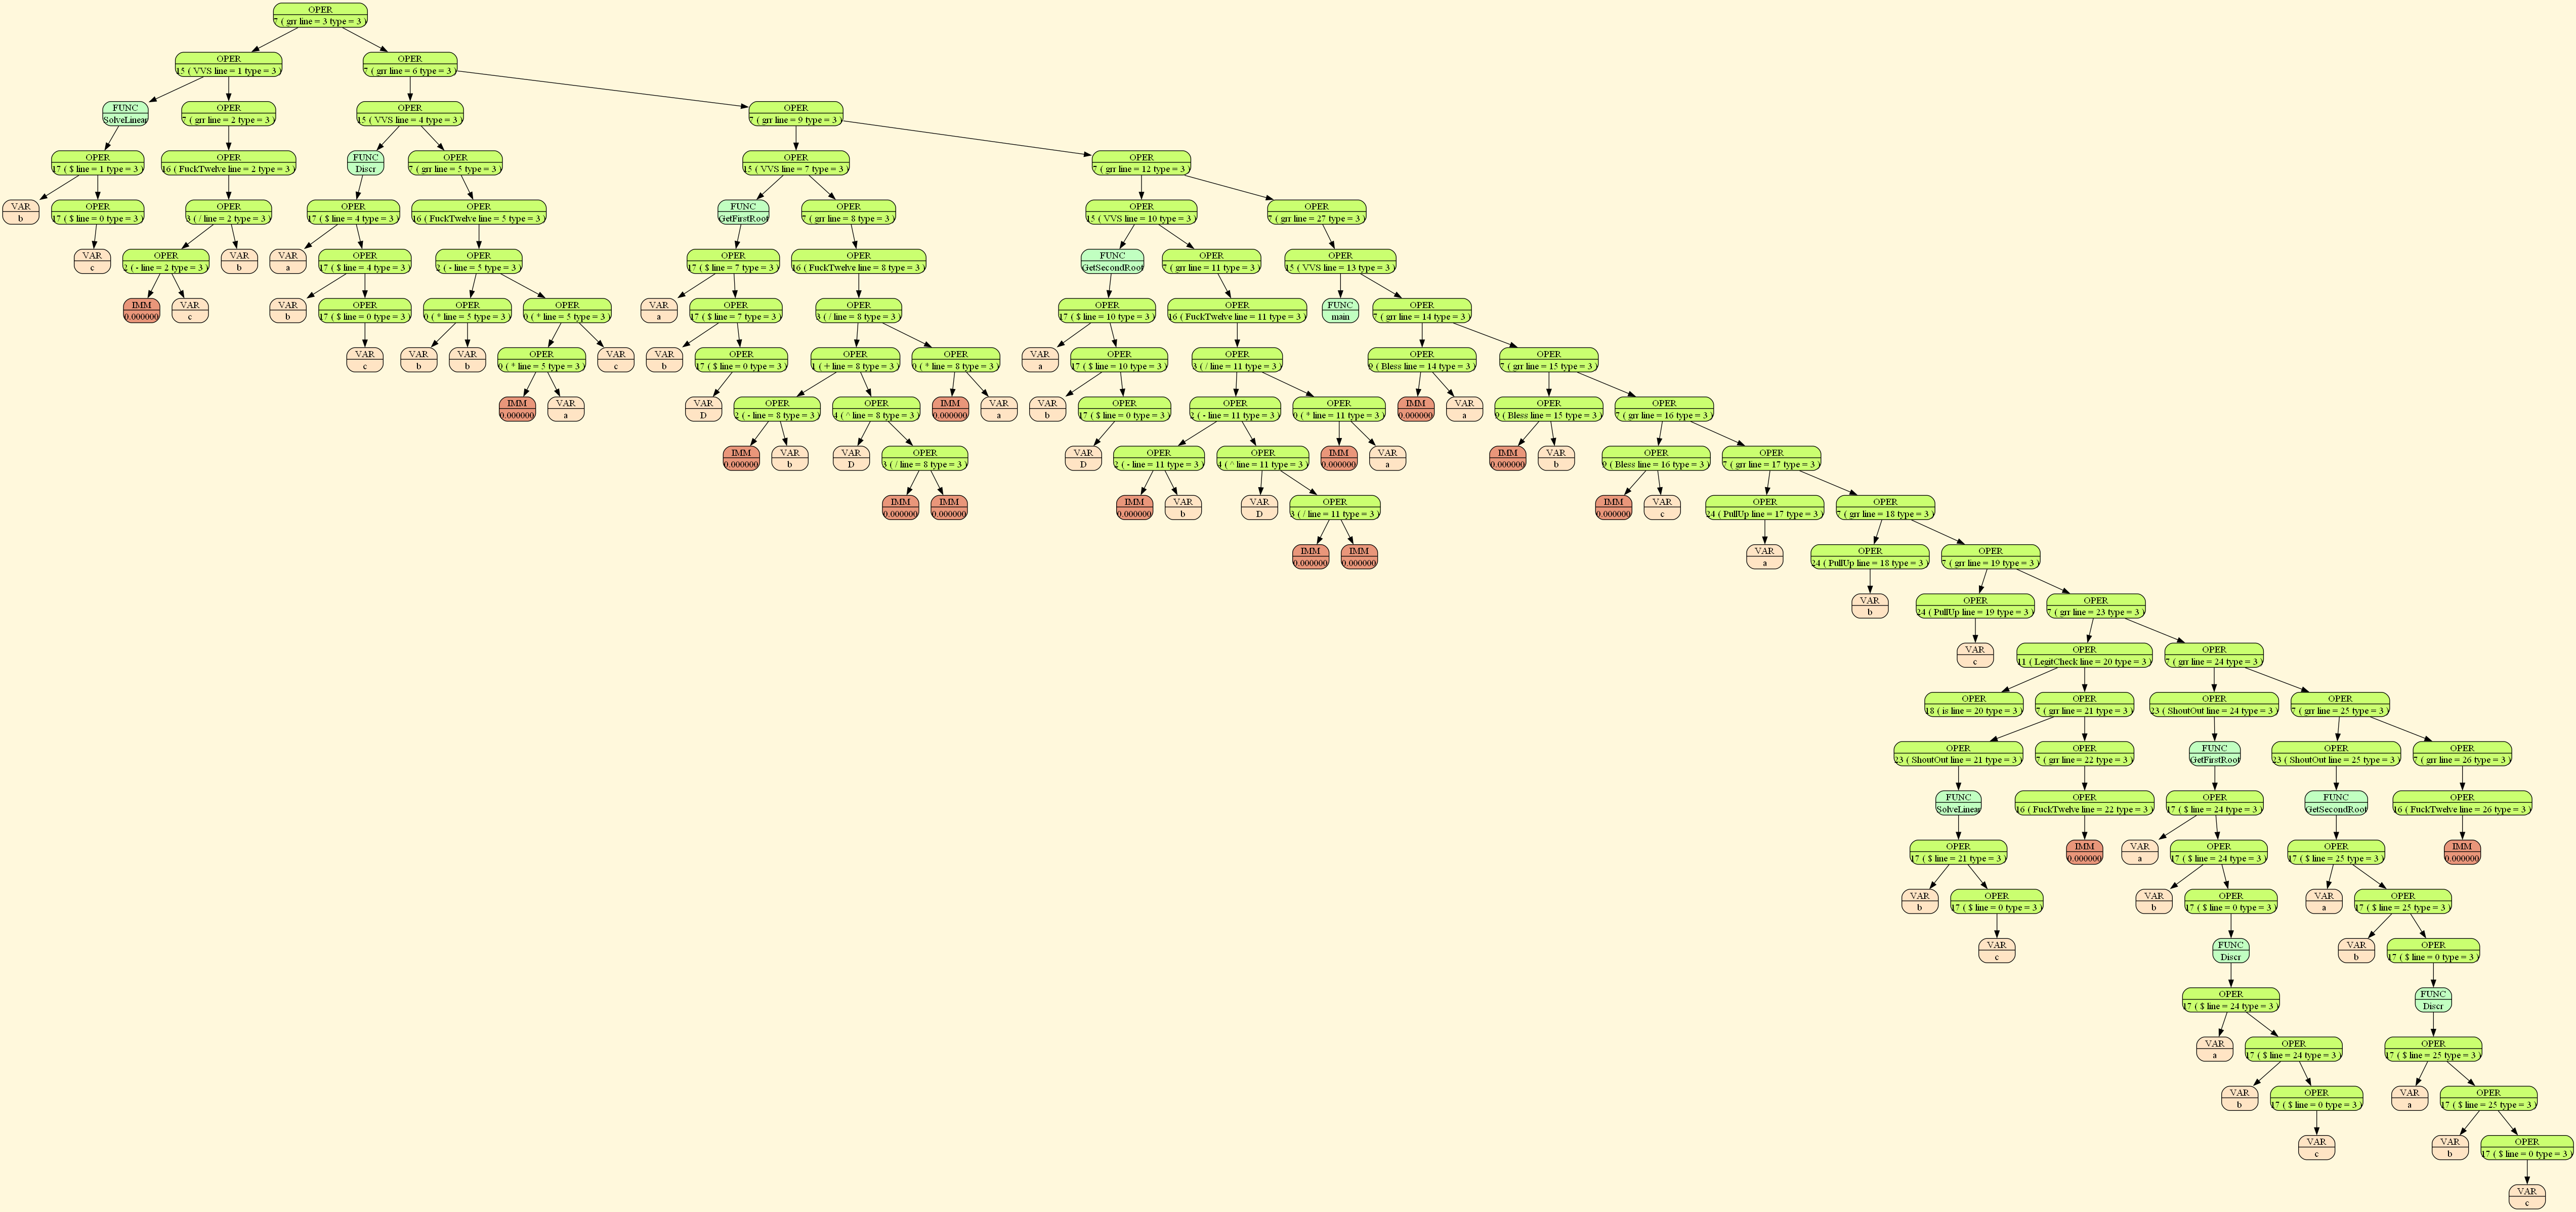 OPER
7 ( grr line = 3 type = 3 )
OPER
15 ( VVS line = 1 type = 3 )
OPER
7 ( grr line = 6 type = 3 )
FUNC
SolveLinear
OPER
7 ( grr line = 2 type = 3 )
OPER
15 ( VVS line = 4 type = 3 )
OPER
7 ( grr line = 9 type = 3 )
OPER
17 ( $ line = 1 type = 3 )
OPER
16 ( FuckTwelve line = 2 type = 3 )
FUNC
Discr
OPER
7 ( grr line = 5 type = 3 )
OPER
15 ( VVS line = 7 type = 3 )
OPER
7 ( grr line = 12 type = 3 )
VAR
b
OPER
17 ( $ line = 0 type = 3 )
OPER
3 ( / line = 2 type = 3 )
OPER
17 ( $ line = 4 type = 3 )
OPER
16 ( FuckTwelve line = 5 type = 3 )
FUNC
GetFirstRoot
OPER
7 ( grr line = 8 type = 3 )
OPER
15 ( VVS line = 10 type = 3 )
OPER
7 ( grr line = 27 type = 3 )
VAR
c
OPER
2 ( - line = 2 type = 3 )
VAR
b
VAR
a
OPER
17 ( $ line = 4 type = 3 )
OPER
2 ( - line = 5 type = 3 )
OPER
17 ( $ line = 7 type = 3 )
OPER
16 ( FuckTwelve line = 8 type = 3 )
FUNC
GetSecondRoot
OPER
7 ( grr line = 11 type = 3 )
OPER
15 ( VVS line = 13 type = 3 )
IMM
0.000000
VAR
c
VAR
b
OPER
17 ( $ line = 0 type = 3 )
OPER
0 ( * line = 5 type = 3 )
OPER
0 ( * line = 5 type = 3 )
VAR
a
OPER
17 ( $ line = 7 type = 3 )
OPER
3 ( / line = 8 type = 3 )
OPER
17 ( $ line = 10 type = 3 )
OPER
16 ( FuckTwelve line = 11 type = 3 )
FUNC
main
OPER
7 ( grr line = 14 type = 3 )
VAR
c
VAR
b
VAR
b
OPER
0 ( * line = 5 type = 3 )
VAR
c
VAR
b
OPER
17 ( $ line = 0 type = 3 )
OPER
1 ( + line = 8 type = 3 )
OPER
0 ( * line = 8 type = 3 )
VAR
a
OPER
17 ( $ line = 10 type = 3 )
OPER
3 ( / line = 11 type = 3 )
OPER
9 ( Bless line = 14 type = 3 )
OPER
7 ( grr line = 15 type = 3 )
IMM
0.000000
VAR
a
VAR
D
OPER
2 ( - line = 8 type = 3 )
OPER
4 ( ^ line = 8 type = 3 )
IMM
0.000000
VAR
a
VAR
b
OPER
17 ( $ line = 0 type = 3 )
OPER
2 ( - line = 11 type = 3 )
OPER
0 ( * line = 11 type = 3 )
IMM
0.000000
VAR
a
OPER
9 ( Bless line = 15 type = 3 )
OPER
7 ( grr line = 16 type = 3 )
IMM
0.000000
VAR
b
VAR
D
OPER
3 ( / line = 8 type = 3 )
VAR
D
OPER
2 ( - line = 11 type = 3 )
OPER
4 ( ^ line = 11 type = 3 )
IMM
0.000000
VAR
a
IMM
0.000000
VAR
b
OPER
9 ( Bless line = 16 type = 3 )
OPER
7 ( grr line = 17 type = 3 )
IMM
0.000000
IMM
0.000000
IMM
0.000000
VAR
b
VAR
D
OPER
3 ( / line = 11 type = 3 )
IMM
0.000000
VAR
c
OPER
24 ( PullUp line = 17 type = 3 )
OPER
7 ( grr line = 18 type = 3 )
IMM
0.000000
IMM
0.000000
VAR
a
OPER
24 ( PullUp line = 18 type = 3 )
OPER
7 ( grr line = 19 type = 3 )
VAR
b
OPER
24 ( PullUp line = 19 type = 3 )
OPER
7 ( grr line = 23 type = 3 )
VAR
c
OPER
11 ( LegitCheck line = 20 type = 3 )
OPER
7 ( grr line = 24 type = 3 )
OPER
18 ( is line = 20 type = 3 )
OPER
7 ( grr line = 21 type = 3 )
OPER
23 ( ShoutOut line = 24 type = 3 )
OPER
7 ( grr line = 25 type = 3 )
OPER
23 ( ShoutOut line = 21 type = 3 )
OPER
7 ( grr line = 22 type = 3 )
FUNC
GetFirstRoot
OPER
23 ( ShoutOut line = 25 type = 3 )
OPER
7 ( grr line = 26 type = 3 )
FUNC
SolveLinear
OPER
16 ( FuckTwelve line = 22 type = 3 )
OPER
17 ( $ line = 24 type = 3 )
FUNC
GetSecondRoot
OPER
16 ( FuckTwelve line = 26 type = 3 )
OPER
17 ( $ line = 21 type = 3 )
IMM
0.000000
VAR
a
OPER
17 ( $ line = 24 type = 3 )
OPER
17 ( $ line = 25 type = 3 )
IMM
0.000000
VAR
b
OPER
17 ( $ line = 0 type = 3 )
VAR
b
OPER
17 ( $ line = 0 type = 3 )
VAR
a
OPER
17 ( $ line = 25 type = 3 )
VAR
c
FUNC
Discr
VAR
b
OPER
17 ( $ line = 0 type = 3 )
OPER
17 ( $ line = 24 type = 3 )
FUNC
Discr
VAR
a
OPER
17 ( $ line = 24 type = 3 )
OPER
17 ( $ line = 25 type = 3 )
VAR
b
OPER
17 ( $ line = 0 type = 3 )
VAR
a
OPER
17 ( $ line = 25 type = 3 )
VAR
c
VAR
b
OPER
17 ( $ line = 0 type = 3 )
VAR
c